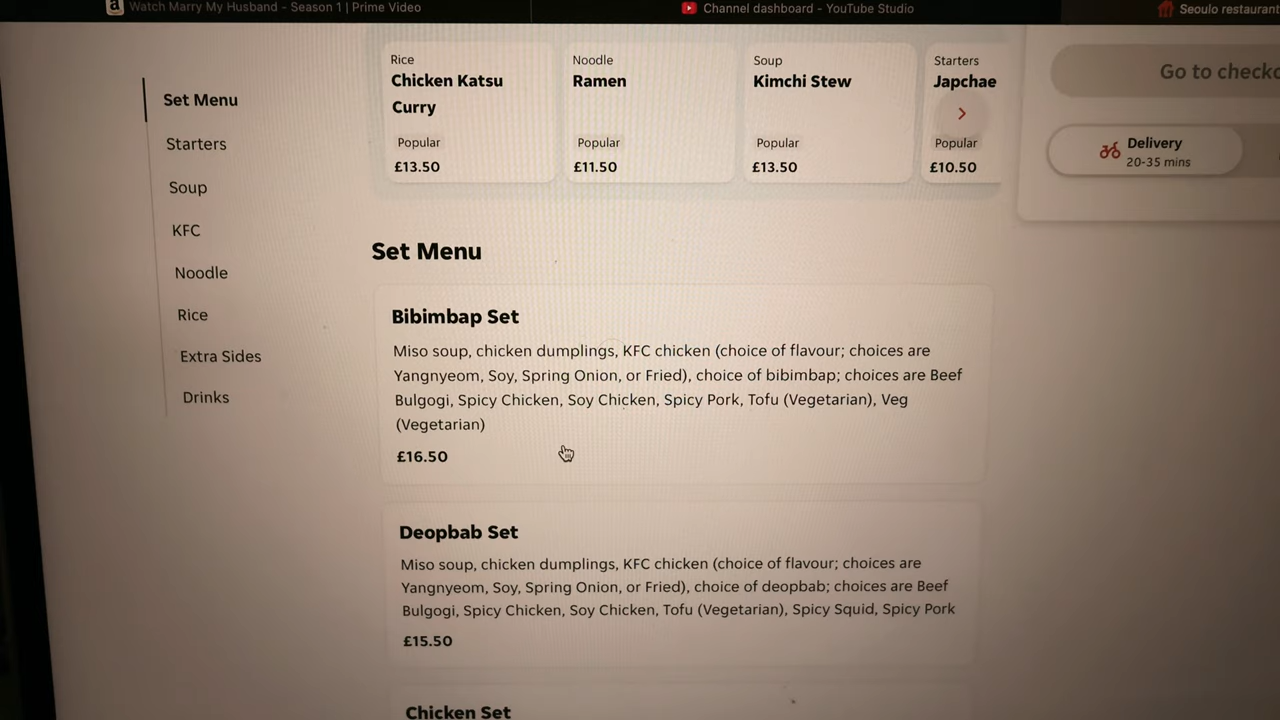 Watch Marry My Husband - Season 1 | Prime Video
Channel dashboard - YouTube Studio
Seoulo restaurant
Set Menu
Starters
Soup
KFC
Noodle
Rice
Extra Sides
Drinks
Rice
Chicken Katsu
Curry
Popular
£13.50
Noodle
Ramen
Popular
£11.50
Soup
Kimchi Stew
Popular
£13.50
Starters
Japchae
Popular
£10.50
Go to checko
Delivery
20-35 mins
Set Menu
Bibimbap Set
Miso soup, chicken dumplings, KFC chicken (choice of flavour; choices are
Yangnyeom, Soy, Spring Onion, or Fried), choice of bibimbap; choices are Beef
Bulgogi, Spicy Chicken, Soy Chicken, Spicy Pork, Tofu (Vegetarian), Veg
(Vegetarian)
£16.50
Deopbab Set
Miso soup, chicken dumplings, KFC chicken (choice of flavour; choices are
Yangnyeom, Soy, Spring Onion, or Fried), choice of deopbab; choices are Beef
Bulgogi, Spicy Chicken, Soy Chicken, Tofu (Vegetarian), Spicy Squid, Spicy Pork
£15.50
Chicken Set